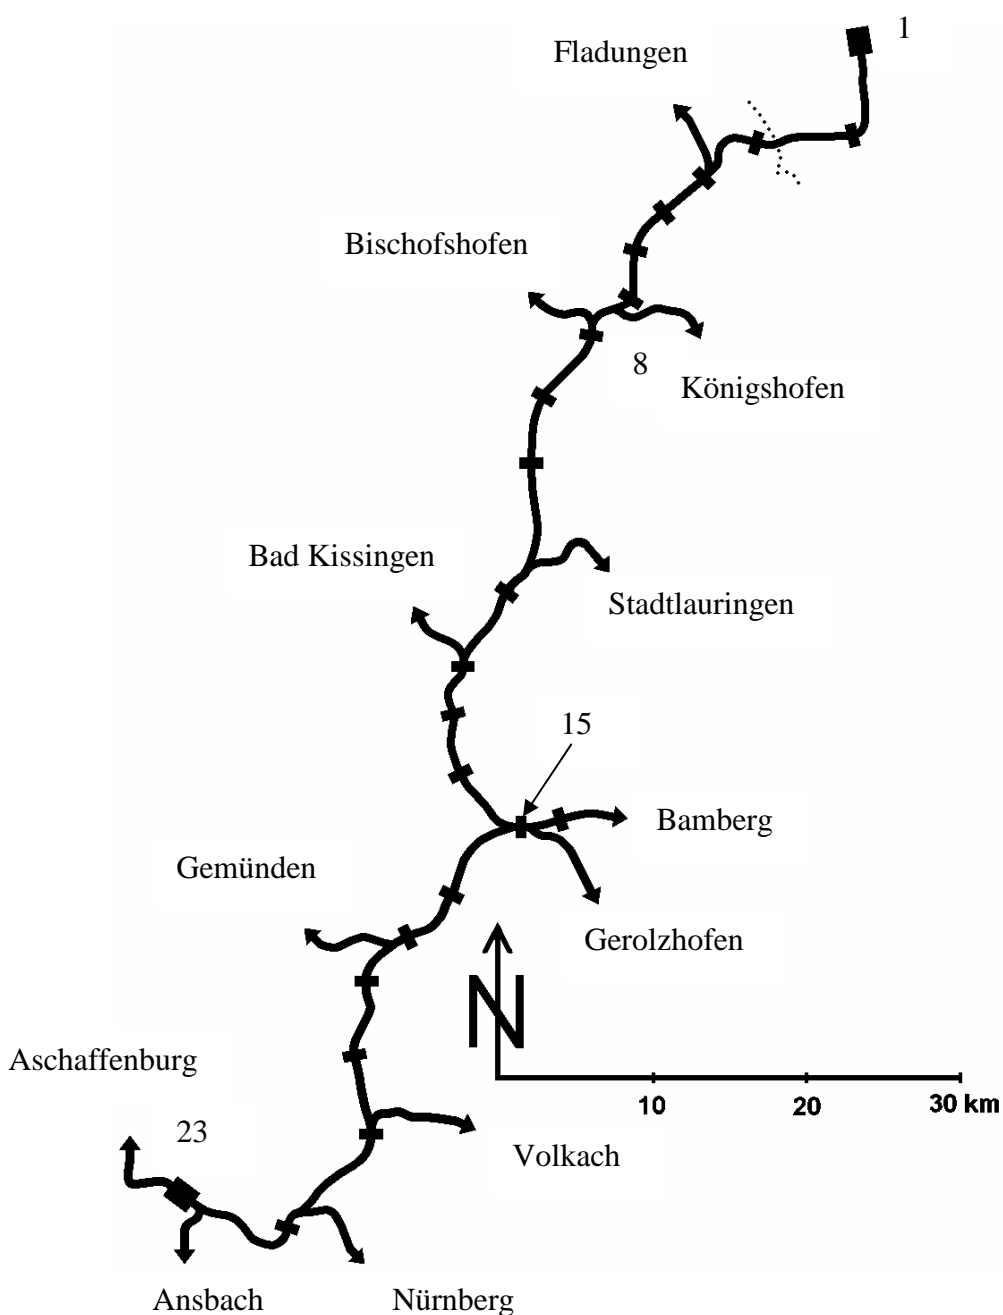 1
Fladungen
Bischofshofen
8
Königshofen
Bad Kissingen
Stadtlauringen
15
Bamberg
Gemünden
Gerolzhofen
N
Aschaffenburg
10 20 30 km
23
Volkach
Ansbach
Nürnberg